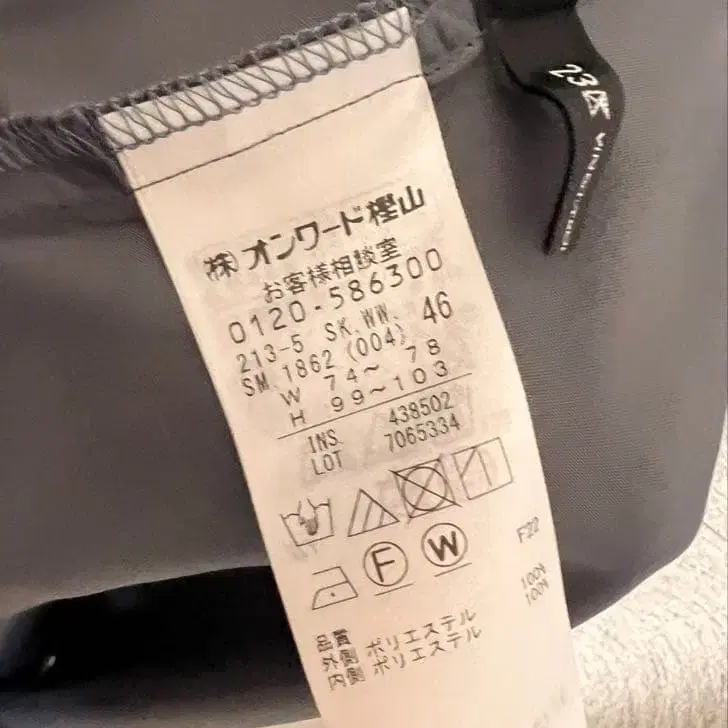 23区
㈱オンワード樫山
お客様相談室
0120-586300
213-5 SK.WW. 46
SM.1862 (004)
W 74~ 78
H 99~103
INS. 438502
LOT 7065334
F W
F22
品質
外側 ポリエステル 100%
内側 ポリエステル 100%